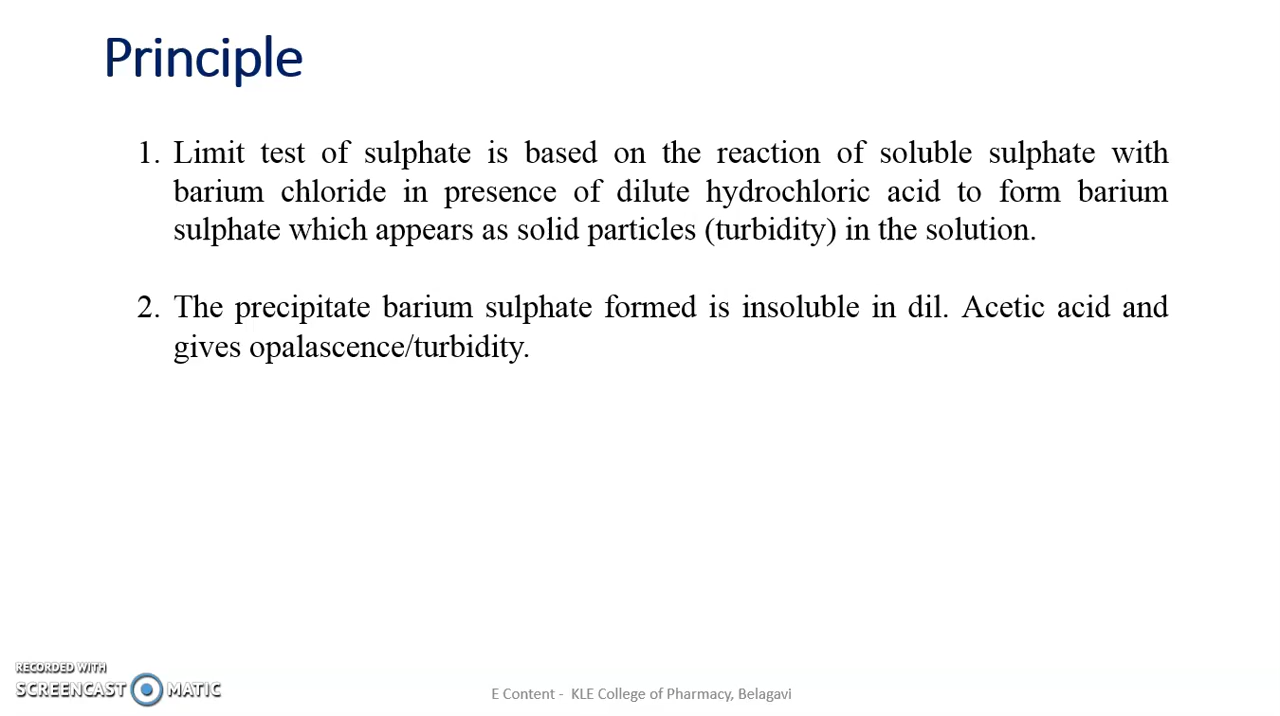 Principle
1. Limit test of sulphate is based on the reaction of soluble sulphate with
barium chloride in presence of dilute hydrochloric acid to form barium
sulphate which appears as solid particles (turbidity) in the solution.
2. The precipitate barium sulphate formed is insoluble in dil. Acetic acid and
gives opalascence/turbidity.
RECORDED WITH
SCREENCAST MATIC
E Content - KLE College of Pharmacy, Belagavi